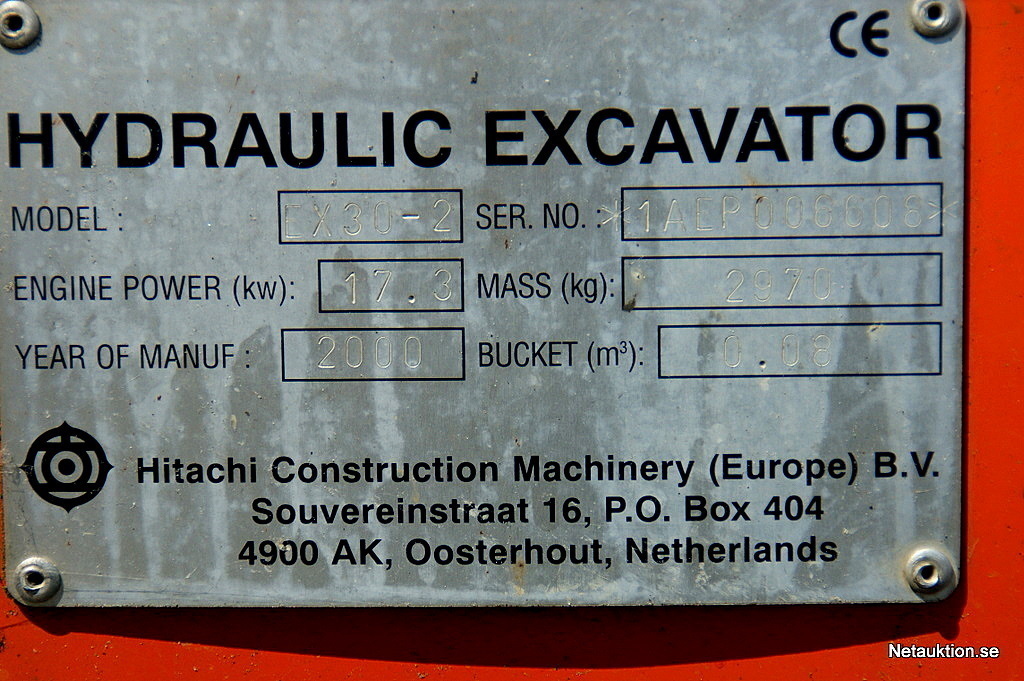 CE
HYDRAULIC EXCAVATOR
MODEL : EX30-2 SER. NO. : *1AEP006608*
ENGINE POWER (kw): 17.3 MASS (kg): 2970
YEAR OF MANUF : 2000 BUCKET (m³): 0.08
Hitachi Construction Machinery (Europe) B.V.
Souvereinstraat 16, P.O. Box 404
4900 AK, Oosterhout, Netherlands
Netauktion.se